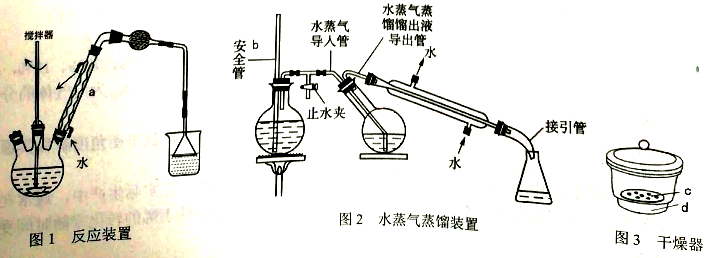 搅拌器
a
水
图1 反应装置
安全管
b
水蒸气
导人管
水蒸气蒸
馏馏出液
导出管
水
止水夹
水
接引管
图2 水蒸气蒸馏装置
c
d
图3 干燥器